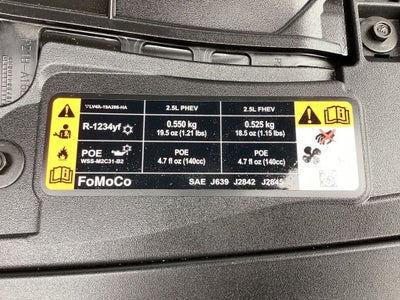 LV4H-19A286-HA
2.5L PHEV
2.5L FHEV
R-1234yf
0.550 kg
19.5 oz (1.21 lbs)
0.525 kg
18.5 oz (1.15 lbs)
POE
WSS-M2C31-B2
POE
4.7 fl oz (140cc)
POE
4.7 fl oz (140cc)
FoMoCo
SAE J639 J2842 J2845